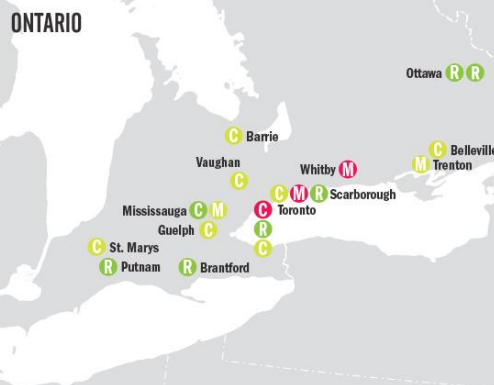 ONTARIO
Ottawa R R
C Barrie
C Belleville
M Trenton
Vaughan
C
Whitby M
C M R Scarborough
Mississauga C M
C Toronto
Guelph C
R
C St. Marys
C
R Putnam
R Brantford